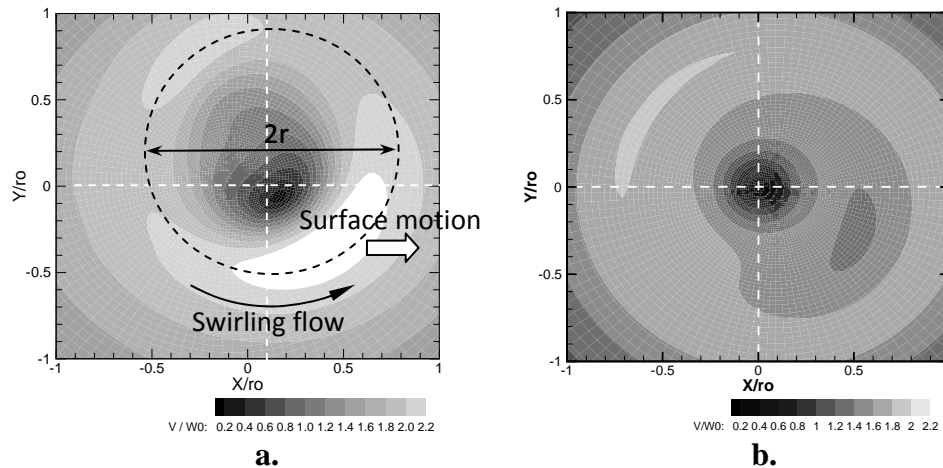 1
0.5
0
-0.5
-1
Y/ro
-1
-0.5
0
0.5
1
X/ro
2r
Surface motion
Swirling flow
V / W0: 0.2 0.4 0.6 0.8 1.0 1.2 1.4 1.6 1.8 2.0 2.2
a.
1
0.5
0
-0.5
-1
Y/ro
-1
-0.5
0
0.5
X/ro
V/W0: 0.2 0.4 0.6 0.8 1 1.2 1.4 1.6 1.8 2 2.2
b.